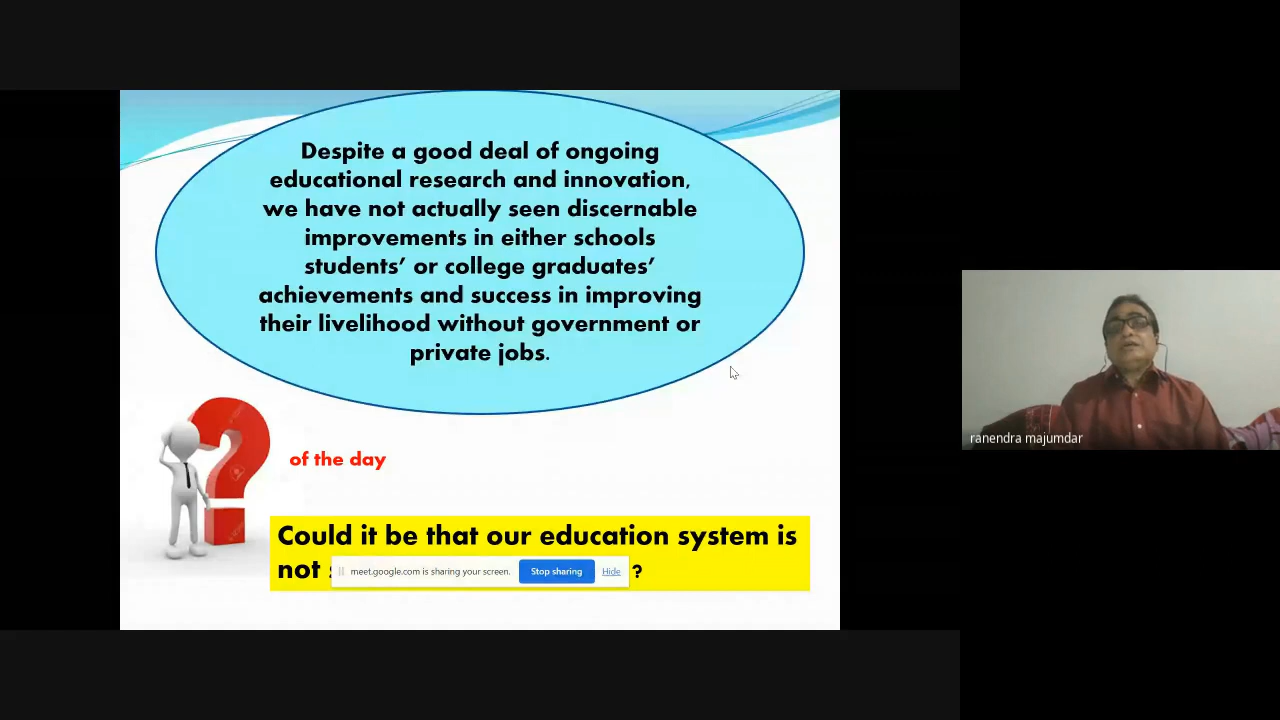 Despite a good deal of ongoing
educational research and innovation,
we have not actually seen discernable
improvements in either schools
students’ or college graduates’
achievements and success in improving
their livelihood without government or
private jobs.
of the day
Could it be that our education system is
not ?
meet.google.com is sharing your screen. Stop sharing Hide
ranendra majumdar